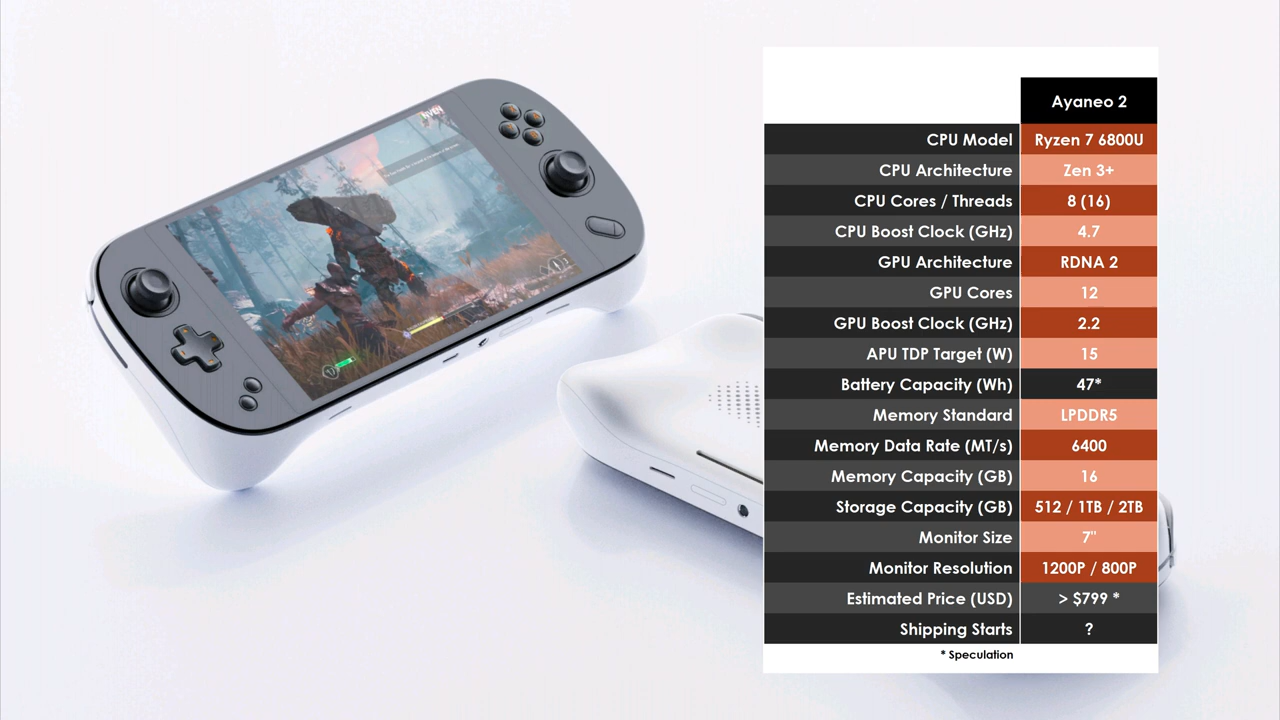 Ayaneo 2
CPU Model Ryzen 7 6800U
CPU Architecture Zen 3+
CPU Cores / Threads 8 (16)
CPU Boost Clock (GHz) 4.7
GPU Architecture RDNA 2
GPU Cores 12
GPU Boost Clock (GHz) 2.2
APU TDP Target (W) 15
Battery Capacity (Wh) 47*
Memory Standard LPDDR5
Memory Data Rate (MT/s) 6400
Memory Capacity (GB) 16
Storage Capacity (GB) 512 / 1TB / 2TB
Monitor Size 7"
Monitor Resolution 1200P / 800P
Estimated Price (USD) > $799 *
Shipping Starts ?
* Speculation